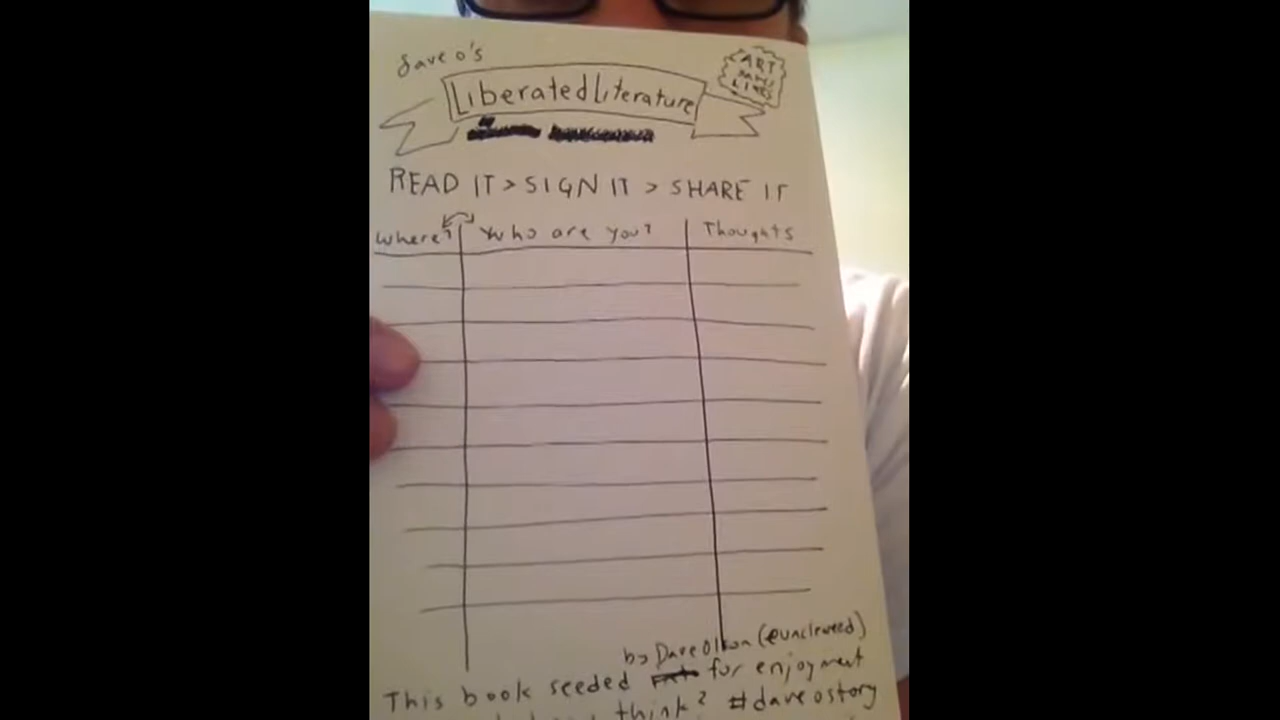 Dave O's
Liberated Literature
ART
LIVES
READ IT > SIGN IT > SHARE IT
Where? Who are you? Thoughts
by Dave Olson (@uncleweed)
This book seeded for enjoyment
think? #daveostory